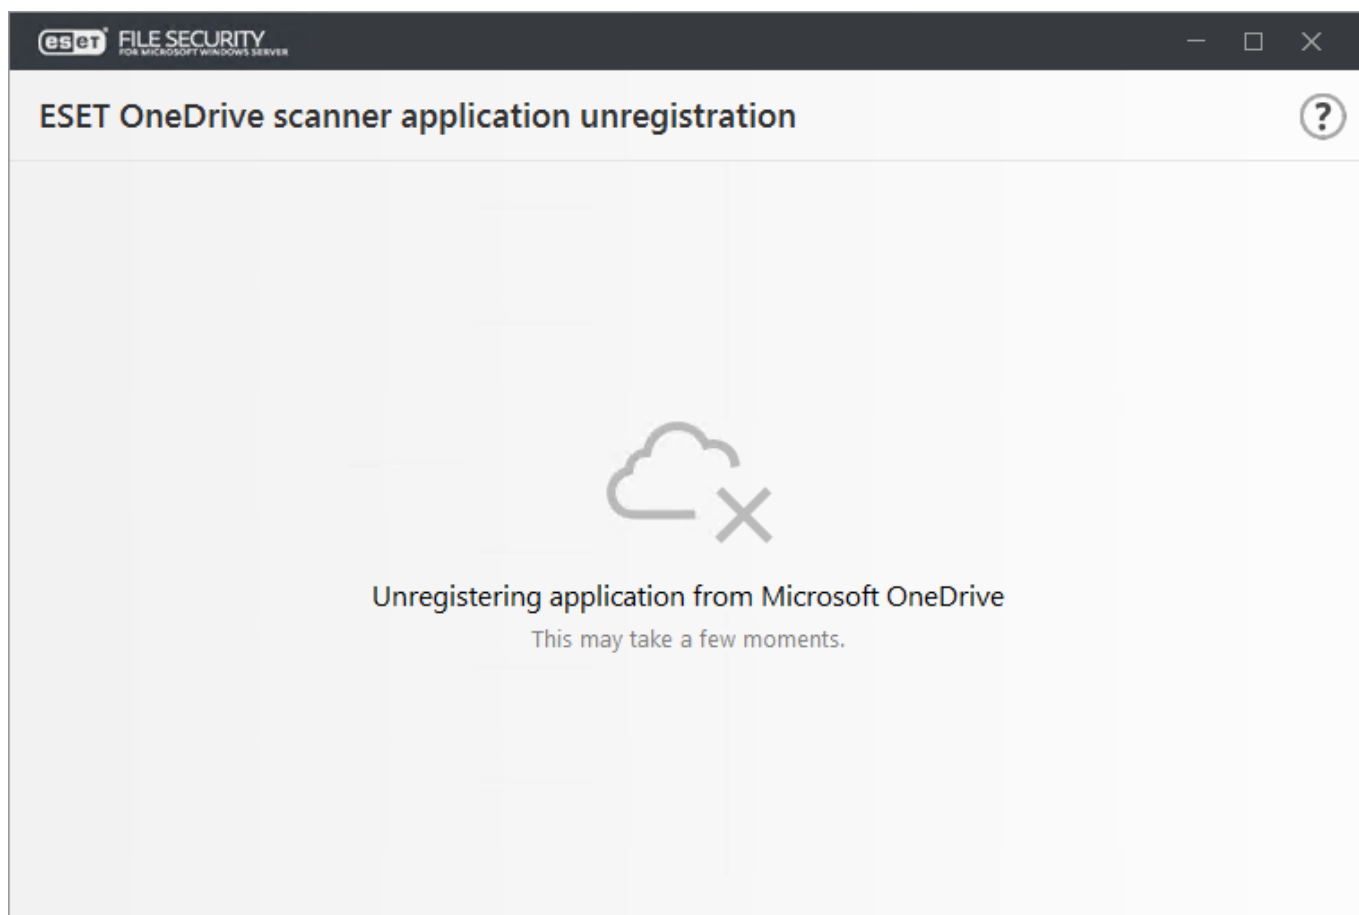 eset FILE SECURITY
FOR MICROSOFT WINDOWS SERVER
ESET OneDrive scanner application unregistration
?
Unregistering application from Microsoft OneDrive
This may take a few moments.